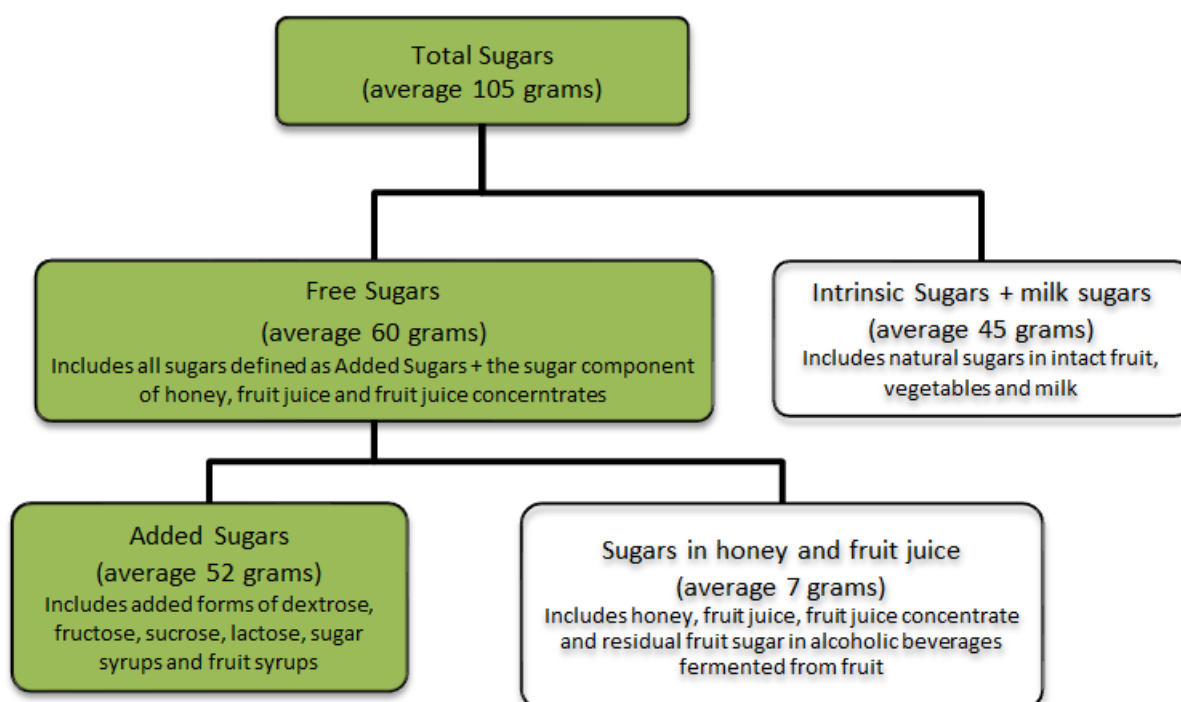 Total Sugars
(average 105 grams)
Free Sugars
(average 60 grams)
Includes all sugars defined as Added Sugars + the sugar component
of honey, fruit juice and fruit juice concerntrates
Intrinsic Sugars + milk sugars
(average 45 grams)
Includes natural sugars in intact fruit,
vegetables and milk
Added Sugars
(average 52 grams)
Includes added forms of dextrose,
fructose, sucrose, lactose, sugar
syrups and fruit syrups
Sugars in honey and fruit juice
(average 7 grams)
Includes honey, fruit juice, fruit juice concentrate
and residual fruit sugar in alcoholic beverages
fermented from fruit